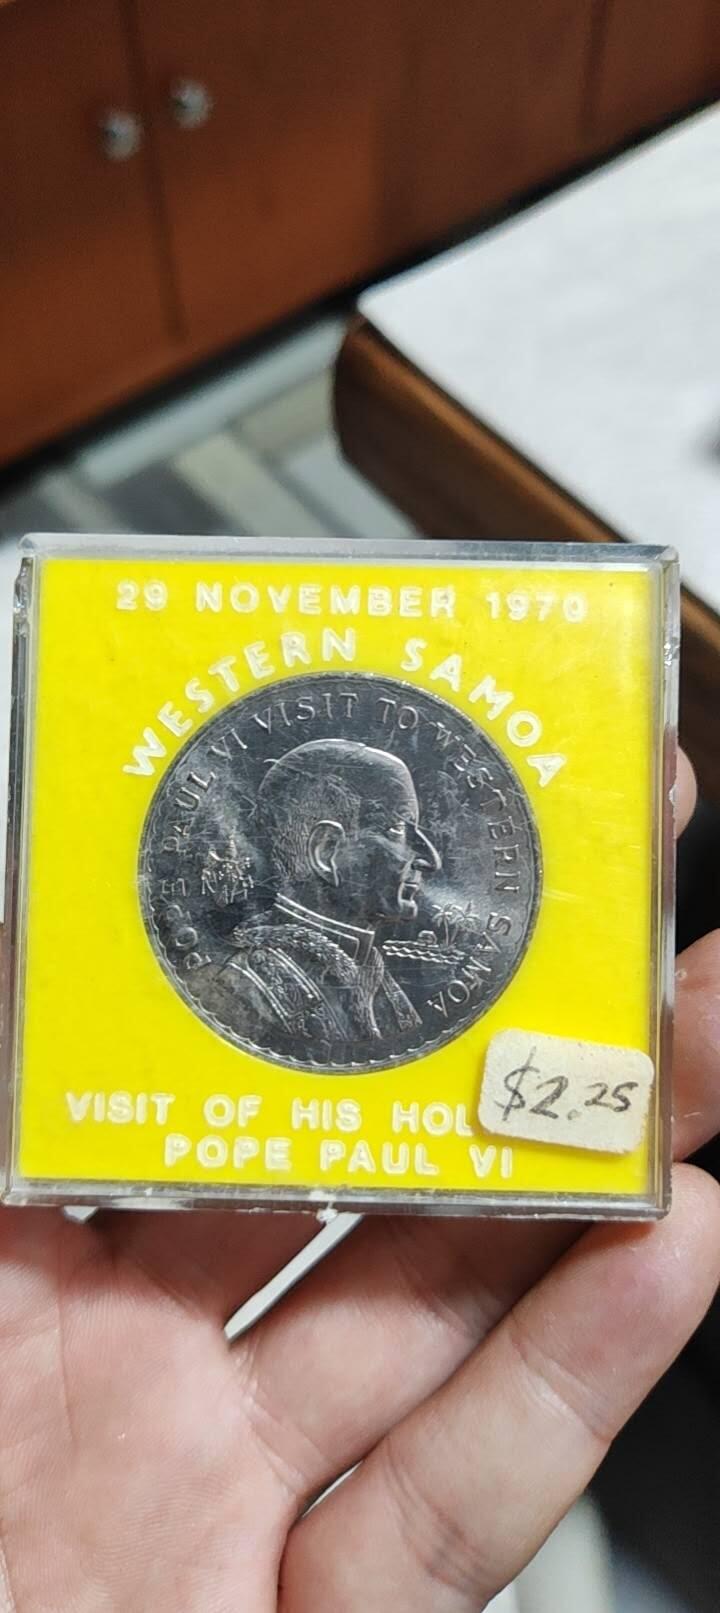 29 NOVEMBER 1970
WESTERN SAMOA
POPE PAUL VI VISIT TO WESTERN SAMOA
VISIT OF HIS HOL
$2.25
POPE PAUL VI